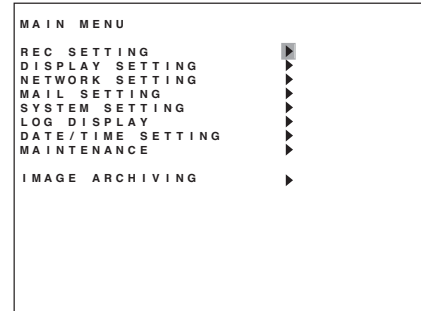 MAIN MENU
REC SETTING
DISPLAY SETTING
NETWORK SETTING
MAIL SETTING
SYSTEM SETTING
LOG DISPLAY
DATE/TIME SETTING
MAINTENANCE
IMAGE ARCHIVING